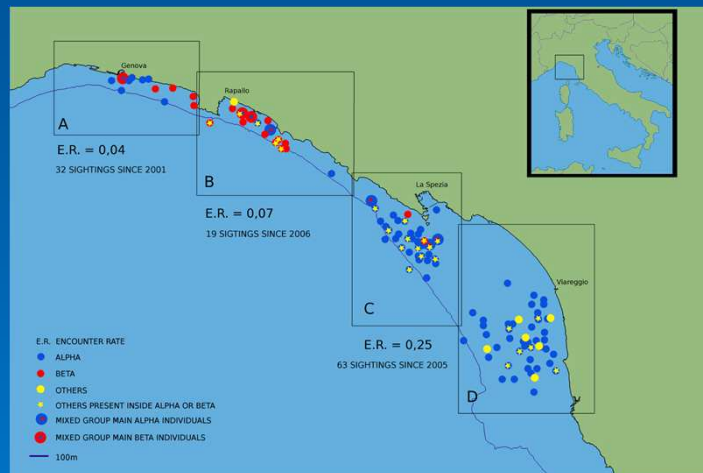 Genova
A
E.R. = 0,04
32 SIGHTINGS SINCE 2001
Rapallo
B
E.R. = 0,07
19 SIGTINGS SINCE 2006
La Spezia
C
E.R. = 0,25
63 SIGHTINGS SINCE 2005
Viareggio
D
E.R. ENCOUNTER RATE
ALPHA
BETA
OTHERS
OTHERS PRESENT INSIDE ALPHA OR BETA
MIXED GROUP MAIN ALPHA INDIVIDUALS
MIXED GROUP MAIN BETA INDIVIDUALS
100m